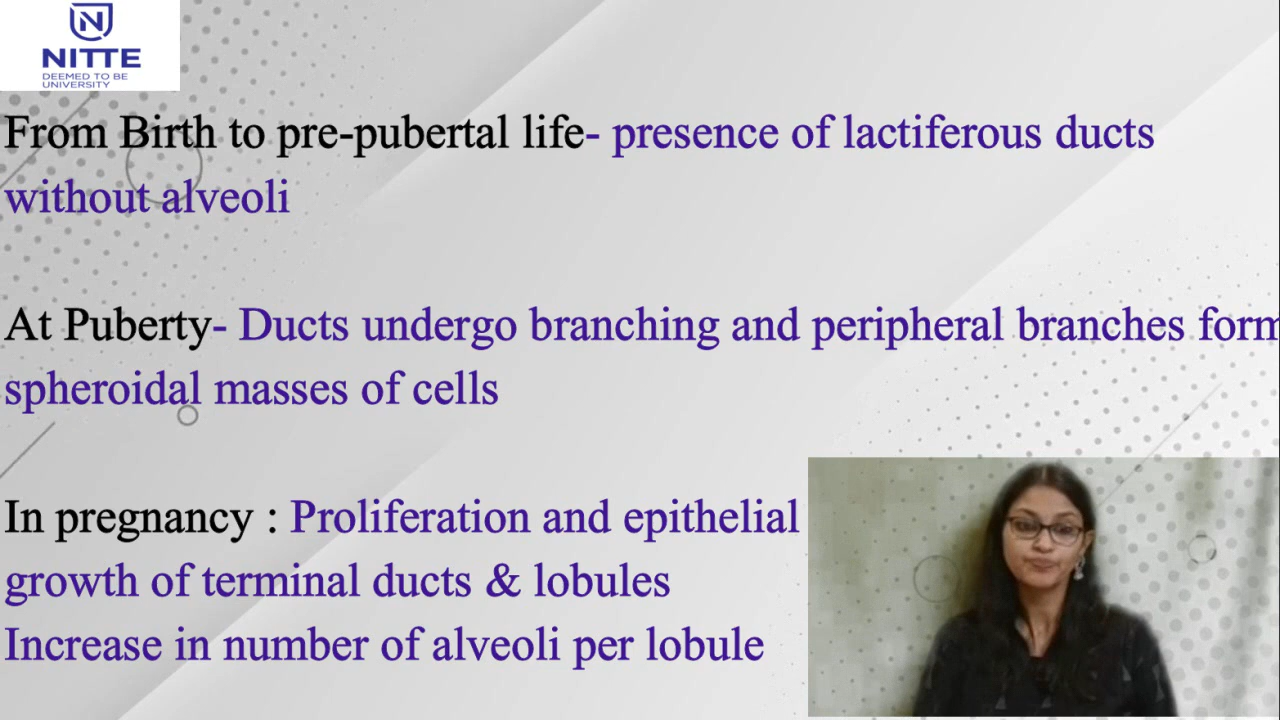 NITTE
DEEMED TO BE
UNIVERSITY
From Birth to pre-pubertal life- presence of lactiferous ducts
without alveoli
At Puberty- Ducts undergo branching and peripheral branches form
spheroidal masses of cells
In pregnancy : Proliferation and epithelial
growth of terminal ducts & lobules
Increase in number of alveoli per lobule